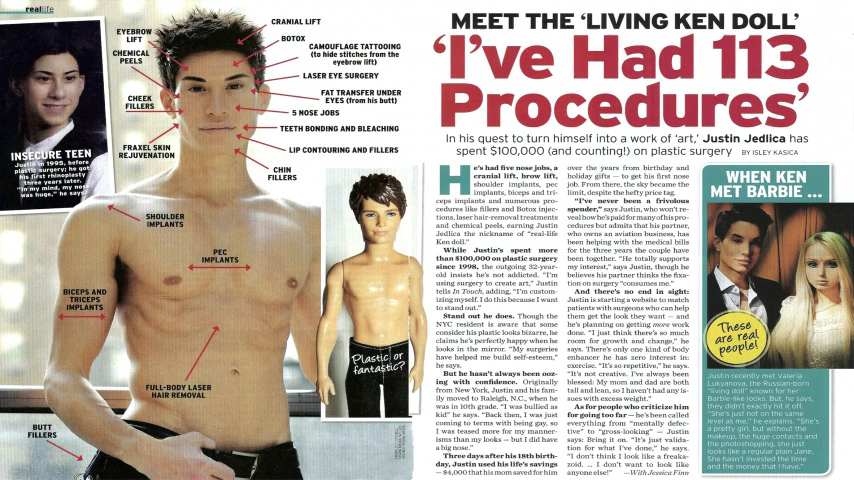 reallife
EYEBROW
LIFT
CHEMICAL
PEELS
CHEEK
FILLERS
FRAXEL SKIN
REJUVENATION
CRANIAL LIFT
BOTOX
CAMOUFLAGE TATTOOING
(to hide stitches from the
eyebrow lift)
LASER EYE SURGERY
FAT TRANSFER UNDER
EYES (from his butt)
5 NOSE JOBS
TEETH BONDING AND BLEACHING
LIP CONTOURING AND FILLERS
CHIN
FILLERS
INSECURE TEEN
Justin in 1995, before
plastic surgery; he got
his first rhinoplasty
three years later.
"In my mind, my nose
was huge," he says.
SHOULDER
IMPLANTS
PEC
IMPLANTS
BICEPS AND
TRICEPS
IMPLANTS
FULL-BODY LASER
HAIR REMOVAL
BUTT
FILLERS
Plastic or
fantastic?
MEET THE 'LIVING KEN DOLL'
'I've Had 113
Procedures'
In his quest to turn himself into a work of 'art,' Justin Jedlica has
spent $100,000 (and counting!) on plastic surgery BY ISLEY KASICA
He's had five nose jobs, a
cranial lift, brow lift,
shoulder implants, pec
implants, biceps and tri-
ceps implants and numerous pro-
cedures like fillers and Botox injec-
tions, laser hair-removal treatments
and chemical peels, earning Justin
Jedlica the nickname of "real-life
Ken doll."
While Justin's spent more
than $100,000 on plastic surgery
since 1998, the outgoing 32-year-
old insists he's not addicted. "I'm
using surgery to create art," Justin
tells In Touch, adding, "I'm custom-
izing myself. I do this because I want
to stand out."
Stand out he does. Though the
NYC resident is aware that some
consider his plastic looks bizarre, he
claims he's perfectly happy when he
looks in the mirror. "My surgeries
have helped me build self-esteem,"
he says.
But he hasn't always been ooz-
ing with confidence. Originally
from New York, Justin and his fam-
ily moved to Raleigh, N.C., when he
was in 10th grade. "I was bullied as
kid" he says. "Back then, I was just
coming to terms with being gay, so
I was teased more for my manner-
isms than my looks — but I did have
a big nose."
Three days after his 18th birth-
day, Justin used his life's savings
— $4,000 that his mom saved for him
over the years from birthday and
holiday gifts — to get his first nose
job. From there, the sky became the
limit, despite the hefty price tag.
"I've never been a frivolous
spender," says Justin, who won't re-
veal how he's paid for many of his pro-
cedures but admits that his partner,
who owns an aviation business, has
been helping with the medical bills
for the three years the couple have
been together. "He totally supports
my interest," says Justin, though he
believes his partner thinks the fixa-
tion on surgery "consumes me."
And there's no end in sight:
Justin is starting a website to match
patients with surgeons who can help
them get the look they want — and
he's planning on getting more work
done. "I just think there's so much
room for growth and change," he
says. There's only one kind of body
enhancer he has zero interest in:
exercise. "It's so repetitive," he says.
"It's not creative. I've always been
blessed: My mom and dad are both
tall and lean, so I haven't had any is-
sues with excess weight."
As for people who criticize him
for going too far — he's been called
everything from "mentally defec-
tive" to "gross-looking" — Justin
says: Bring it on. "It's just valida-
tion for what I've done," he says.
"I don't think I look like a freaka-
zoid. ... I don't want to look like
anyone else!" —With Jessica Finn
WHEN KEN
MET BARBIE ...
These
are real
people!
Justin recently met Valeria
Lukyanova, the Russian-born
"living doll" known for her
Barbie-like looks. But, he says,
they didn't exactly hit it off.
"She's just not on the same
level as me," he explains. "She's
a pretty girl, but without the
makeup, the huge contacts and
the photoshopping, she just
looks like a regular plain Jane.
She hasn't invested the time
and the money that I have."